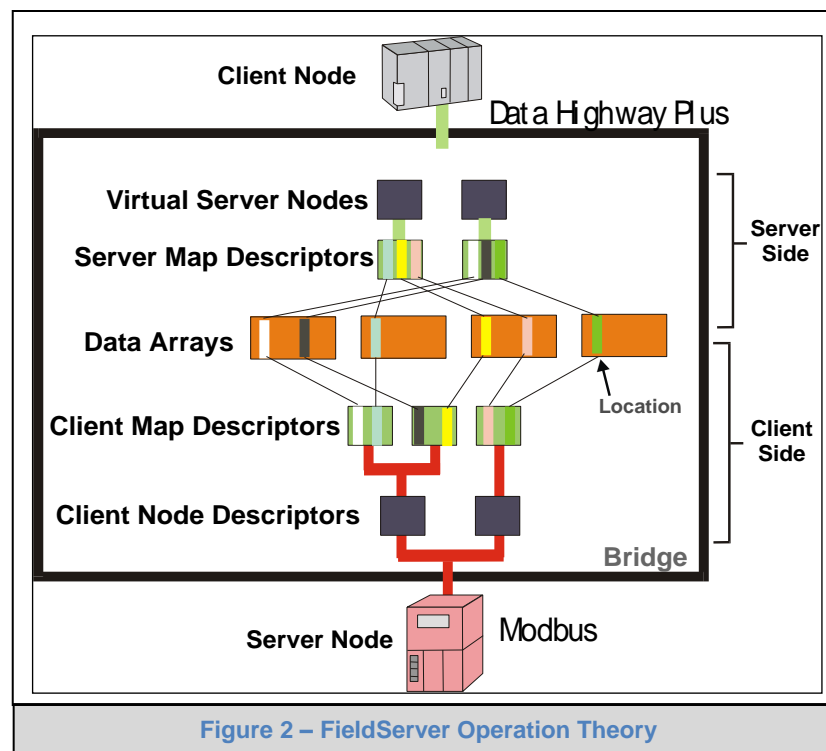 Client Node
Data Highway Plus
Virtual Server Nodes
Server Map Descriptors
Server
Side
Data Arrays
Location
Client Map Descriptors
Client
Side
Client Node Descriptors
Bridge
Server Node
Modbus
Figure 2 – FieldServer Operation Theory